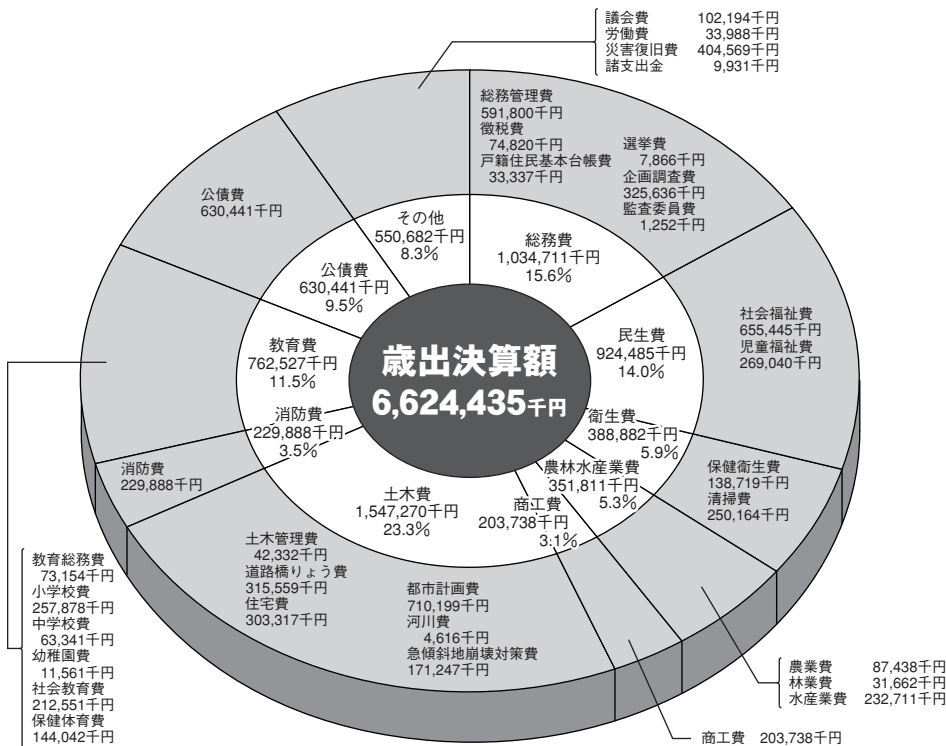 議会費 102,194千円
労働費 33,988千円
災害復旧費 404,569千円
諸支出金 9,931千円
総務管理費
591,800千円
徴税費
74,820千円
戸籍住民基本台帳費
33,337千円
選挙費
7,866千円
企画調査費
325,636千円
監査委員費
1,252千円
公債費
630,441千円
その他
550,682千円
8.3%
総務費
1,034,711千円
15.6%
公債費
630,441千円
9.5%
社会福祉費
655,445千円
児童福祉費
269,040千円
民生費
924,485千円
14.0%
教育費
762,527千円
11.5%
歳出決算額
6,624,435千円
消防費
229,888千円
3.5%
衛生費
388,882千円
5.9%
消防費
229,888千円
農林水産業費
351,811千円
5.3%
保健衛生費
138,719千円
清掃費
250,164千円
土木費
1,547,270千円
23.3%
商工費
203,738千円
3.1%
土木管理費
42,332千円
道路橋りょう費
315,559千円
住宅費
303,317千円
都市計画費
710,199千円
河川費
4,616千円
急傾斜地崩壊対策費
171,247千円
教育総務費
73,154千円
小学校費
257,878千円
中学校費
63,341千円
幼稚園費
11,561千円
社会教育費
212,551千円
保健体育費
144,042千円
農業費 87,438千円
林業費 31,662千円
水産業費 232,711千円
商工費 203,738千円